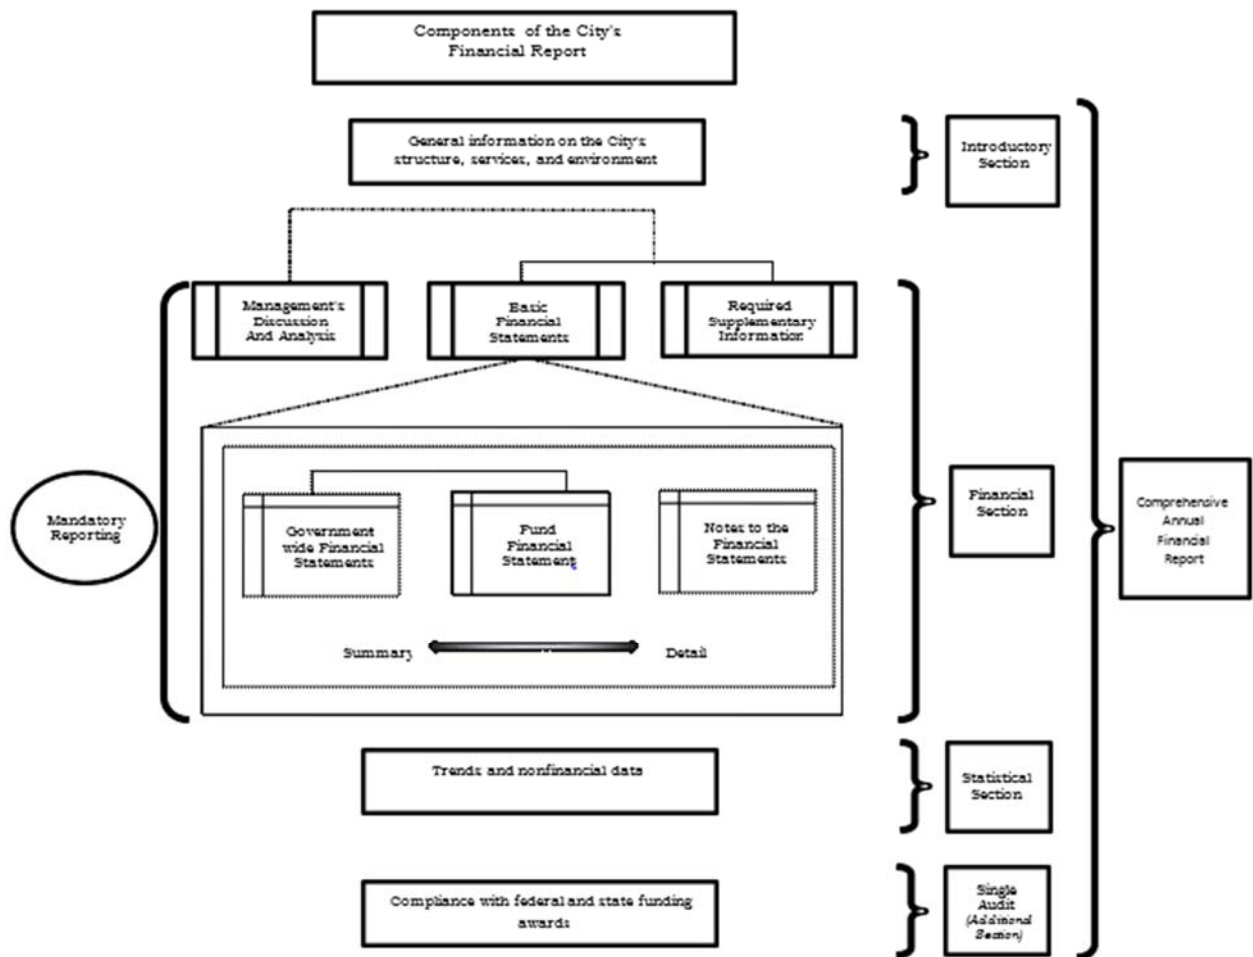 Components of the City's
Financial Report
General information on the City's
structure, services, and environment
Introductory
Section
Management's
Discussion
And Analysis
Basic
Financial
Statements
Required
Supplementary
Information
Mandatory
Reporting
Government
wide Financial
Statements
Fund
Financial
Statements
Notes to the
Financial
Statements
Summary
Detail
Financial
Section
Comprehensive
Annual
Financial
Report
Trends and nonfinancial data
Statistical
Section
Compliance with federal and state funding
awards
Single
Audit
(Additional
Section)